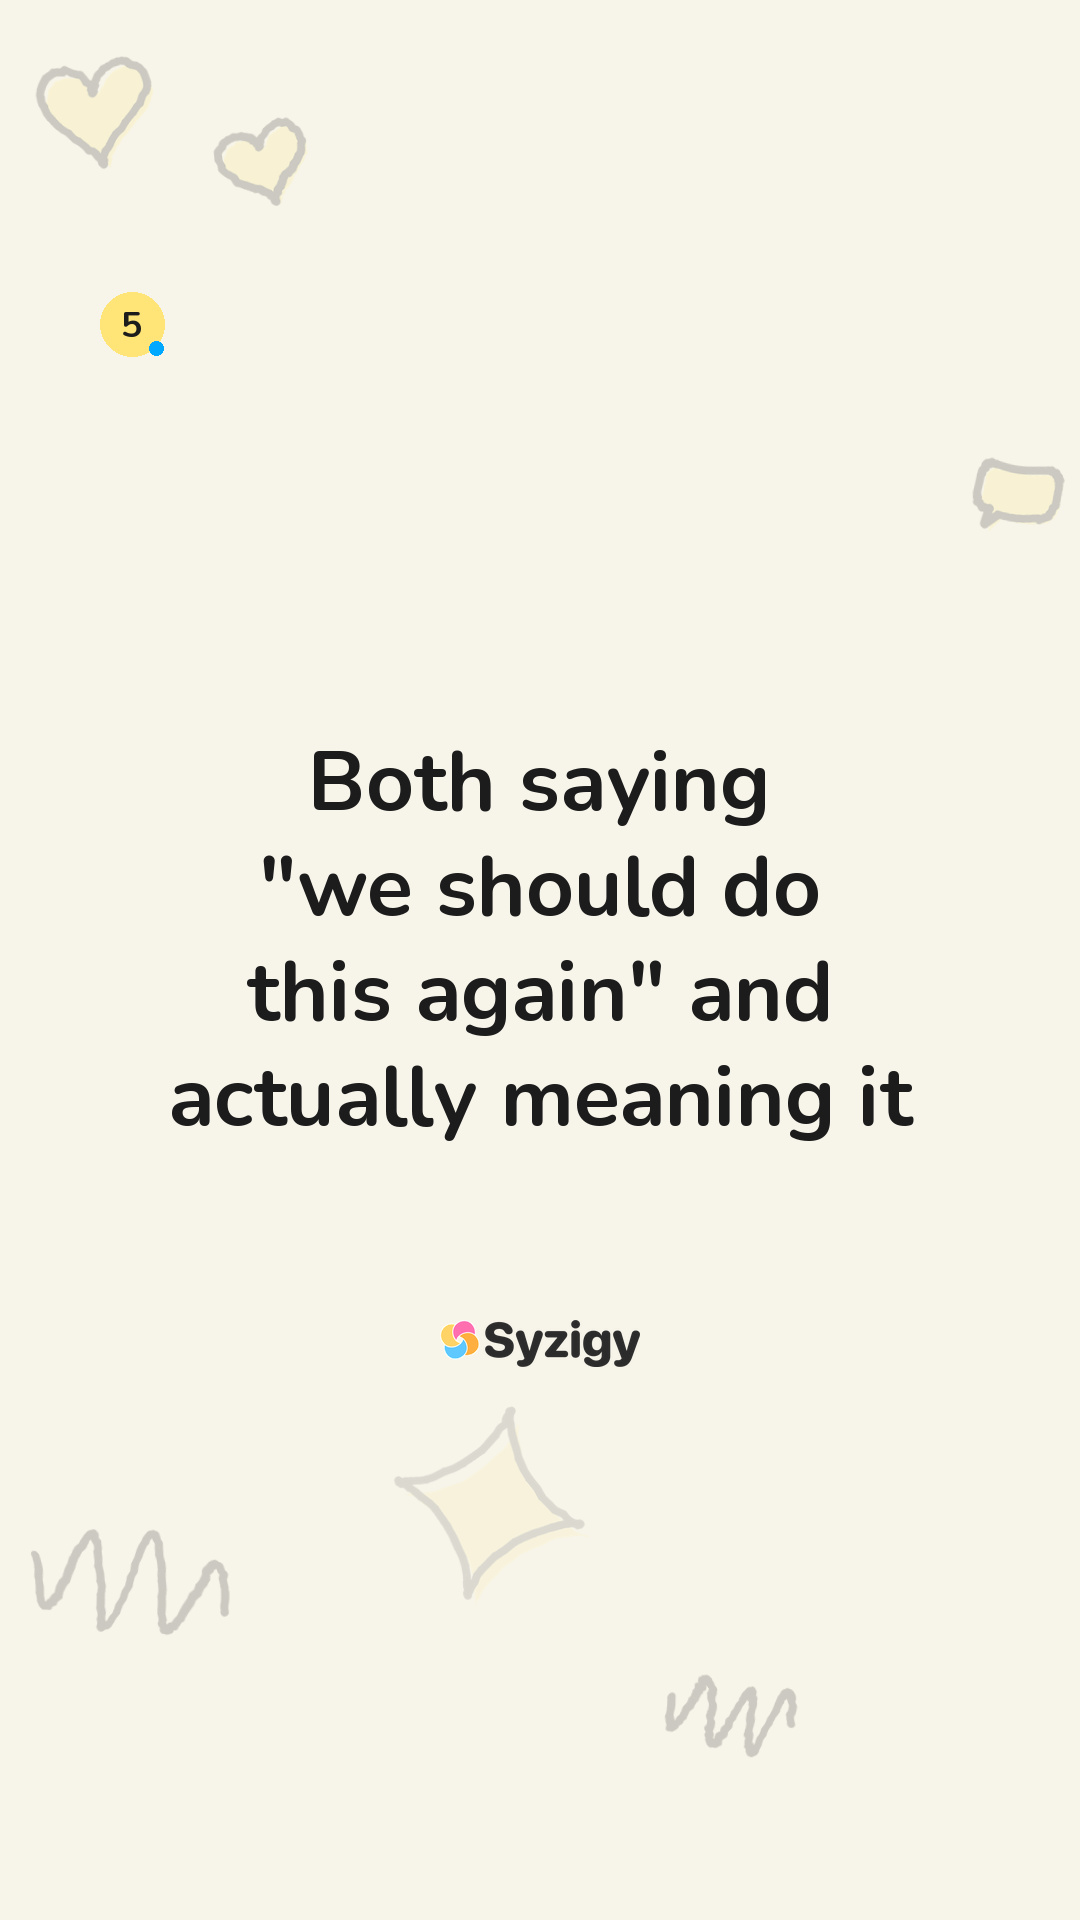 5
Both saying
"we should do
this again" and
actually meaning it
Syzigy